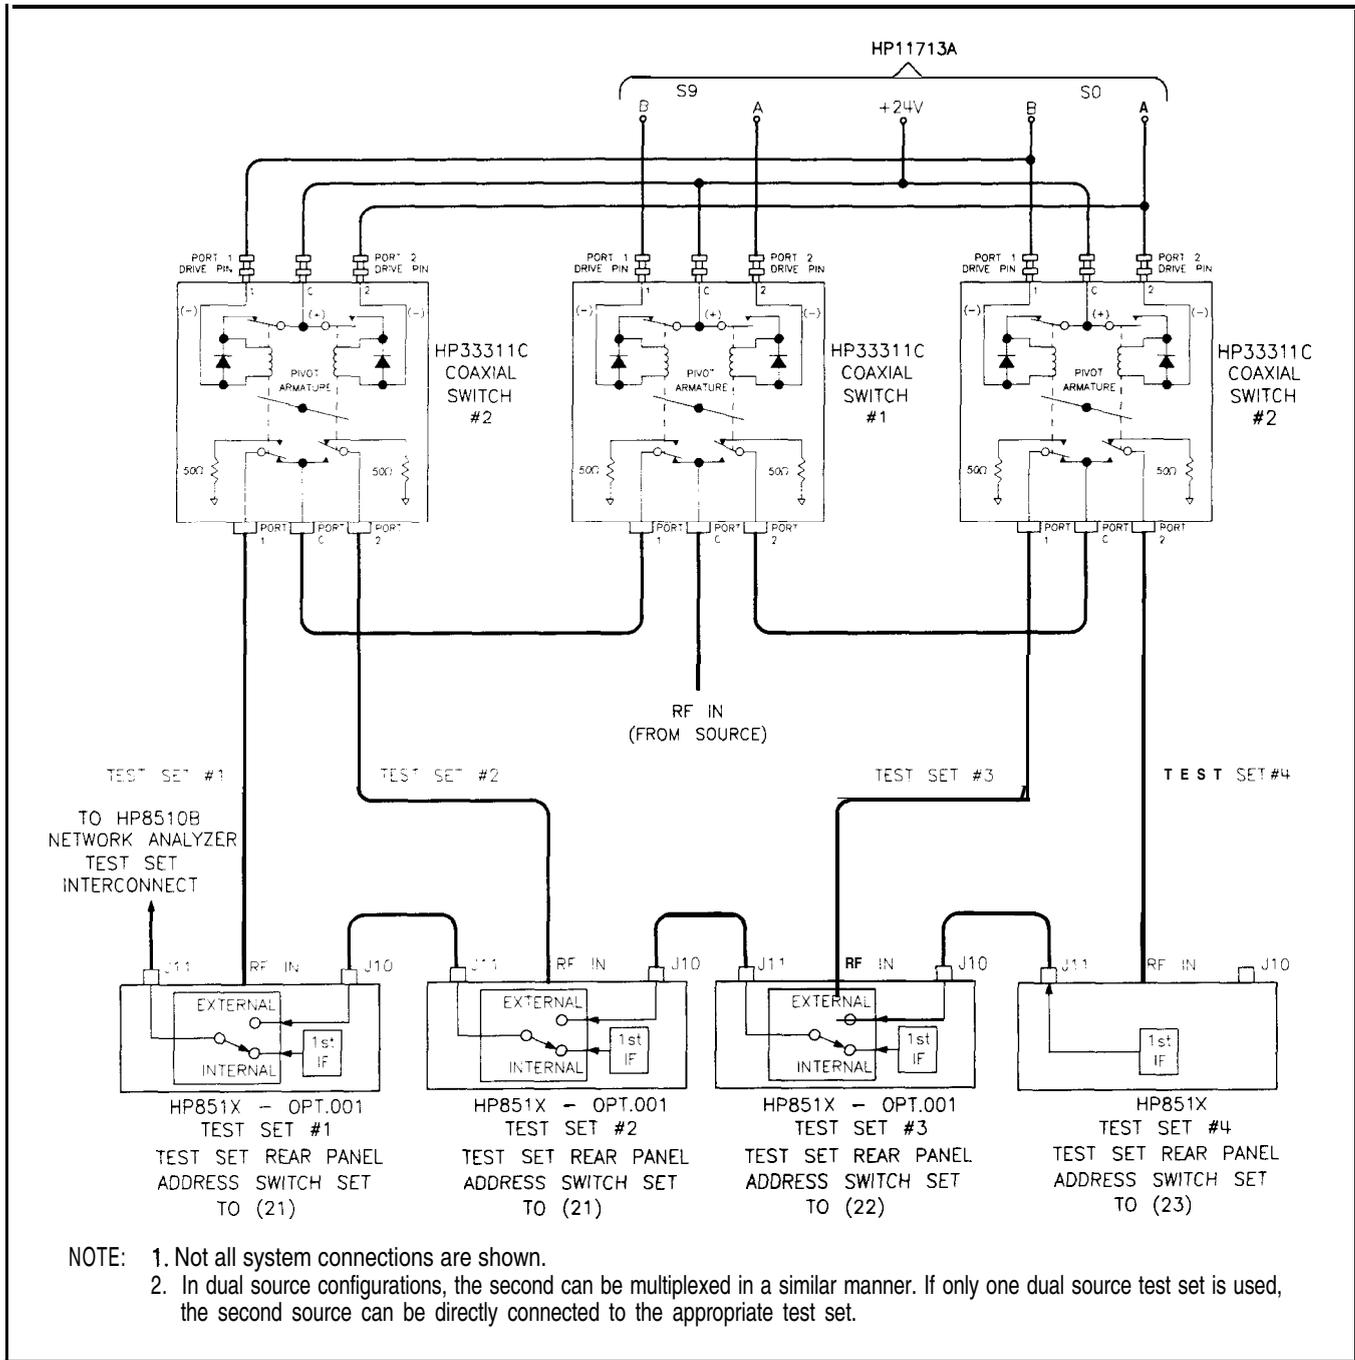 HP11713A
S9
S0
B
A
+24V
B
A
PORT 1
DRIVE PIN
PORT 2
DRIVE PIN
PORT 1
DRIVE PIN
PORT 2
DRIVE PIN
PORT 1
DRIVE PIN
PORT 2
DRIVE PIN
1
C
2
1
C
2
1
C
2
(-)
(+)
(-)
(-)
(+)
(-)
(-)
(+)
(-)
HP33311C
COAXIAL
SWITCH
#2
HP33311C
COAXIAL
SWITCH
#1
HP33311C
COAXIAL
SWITCH
#2
PIVOT
ARMATURE
PIVOT
ARMATURE
PIVOT
ARMATURE
50Ω
50Ω
50Ω
50Ω
50Ω
50Ω
PORT
1
PORT
C
PORT
2
PORT
1
PORT
C
PORT
2
PORT
1
PORT
C
PORT
2
RF IN
(FROM SOURCE)
TEST SET #1
TEST SET #2
TEST SET #3
TEST SET #4
TO HP8510B
NETWORK ANALYZER
TEST SET
INTERCONNECT
J11
RF IN
J10
J11
RF IN
J10
J11
RF IN
J10
J11
RF IN
J10
EXTERNAL
1st
IF
INTERNAL
EXTERNAL
1st
IF
INTERNAL
EXTERNAL
1st
IF
INTERNAL
1st
IF
HP851X - OPT.001
TEST SET #1
TEST SET REAR PANEL
ADDRESS SWITCH SET
TO (21)
HP851X - OPT.001
TEST SET #2
TEST SET REAR PANEL
ADDRESS SWITCH SET
TO (21)
HP851X - OPT.001
TEST SET #3
TEST SET REAR PANEL
ADDRESS SWITCH SET
TO (22)
HP851X
TEST SET #4
TEST SET REAR PANEL
ADDRESS SWITCH SET
TO (23)
NOTE: 1. Not all system connections are shown.
2. In dual source configurations, the second can be multiplexed in a similar manner. If only one dual source test set is used,
the second source can be directly connected to the appropriate test set.